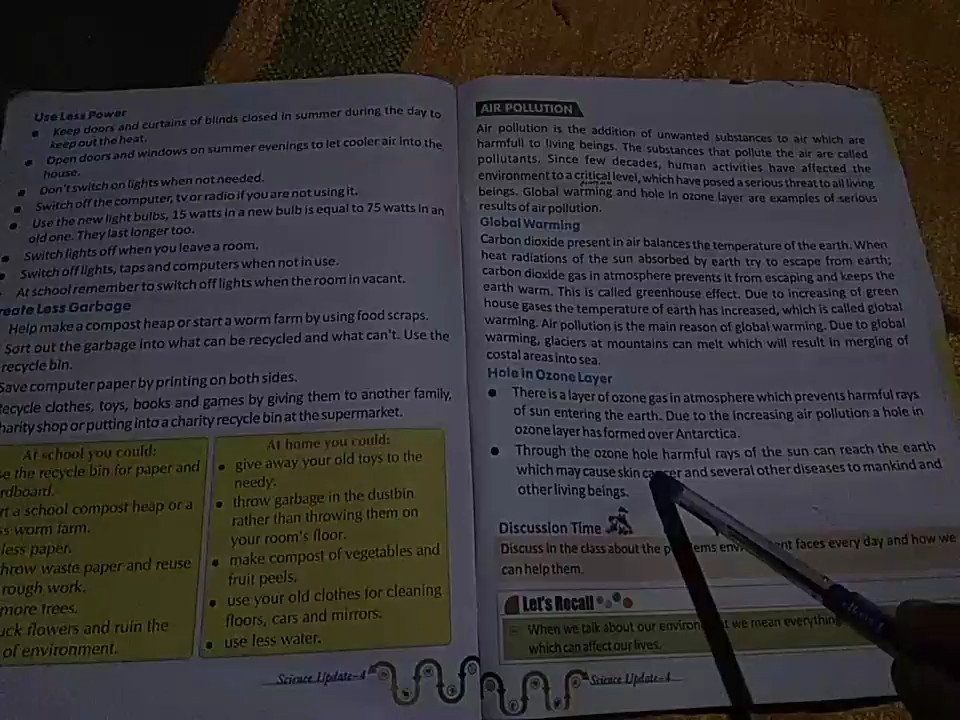 Use Less Power
Keep doors and curtains of blinds closed in summer during the day to
keep out the heat.
Open doors and windows on summer evenings to let cooler air into the
house.
Don't switch on lights when not needed.
Switch off the computer, tv or radio if you are not using it.
Use the new light bulbs, 15 watts in a new bulb is equal to 75 watts in an
old one. They last longer too.
Switch lights off when you leave a room.
Switch off lights, taps and computers when not in use.
At school remember to switch off lights when the room in vacant.
reate Less Garbage
Help make a compost heap or start a worm farm by using food scraps.
Sort out the garbage into what can be recycled and what can't. Use the
recycle bin.
Save computer paper by printing on both sides.
ecycle clothes, toys, books and games by giving them to another family,
harity shop or putting into a charity recycle bin at the supermarket.
At school you could:
se the recycle bin for paper and
rdboard.
rt a school compost heap or a
ss worm farm.
less paper.
hrow waste paper and reuse
rough work.
more trees.
uck flowers and ruin the
of environment.
At home you could:
give away your old toys to the
needy.
throw garbage in the dustbin
rather than throwing them on
your room's floor.
make compost of vegetables and
fruit peels.
use your old clothes for cleaning
floors, cars and mirrors.
use less water.
Science Update-4
AIR POLLUTION
Air pollution is the addition of unwanted substances to air which are
harmfull to living beings. The substances that pollute the air are called
pollutants. Since few decades, human activities have affected the
environment to a critical level, which have posed a serious threat to all living
beings. Global warming and hole in ozone layer are examples of serious
results of air pollution.
Global Warming
Carbon dioxide present in air balances the temperature of the earth. When
heat radiations of the sun absorbed by earth try to escape from earth;
carbon dioxide gas in atmosphere prevents it from escaping and keeps the
earth warm. This is called greenhouse effect. Due to increasing of green
house gases the temperature of earth has increased, which is called global
warming. Air pollution is the main reason of global warming. Due to global
warming, glaciers at mountains can melt which will result in merging of
costal areas into sea.
Hole in Ozone Layer
There is a layer of ozone gas in atmosphere which prevents harmful rays
of sun entering the earth. Due to the increasing air pollution a hole in
ozone layer has formed over Antarctica.
Through the ozone hole harmful rays of the sun can reach the earth
which may cause skin cancer and several other diseases to mankind and
other living beings.
Discussion Time
Discuss in the class about the p ems env ent faces every day and how we
can help them.
Let's Recall
When we talk about our environ t we mean everything
which can affect our lives.
Science Update-4